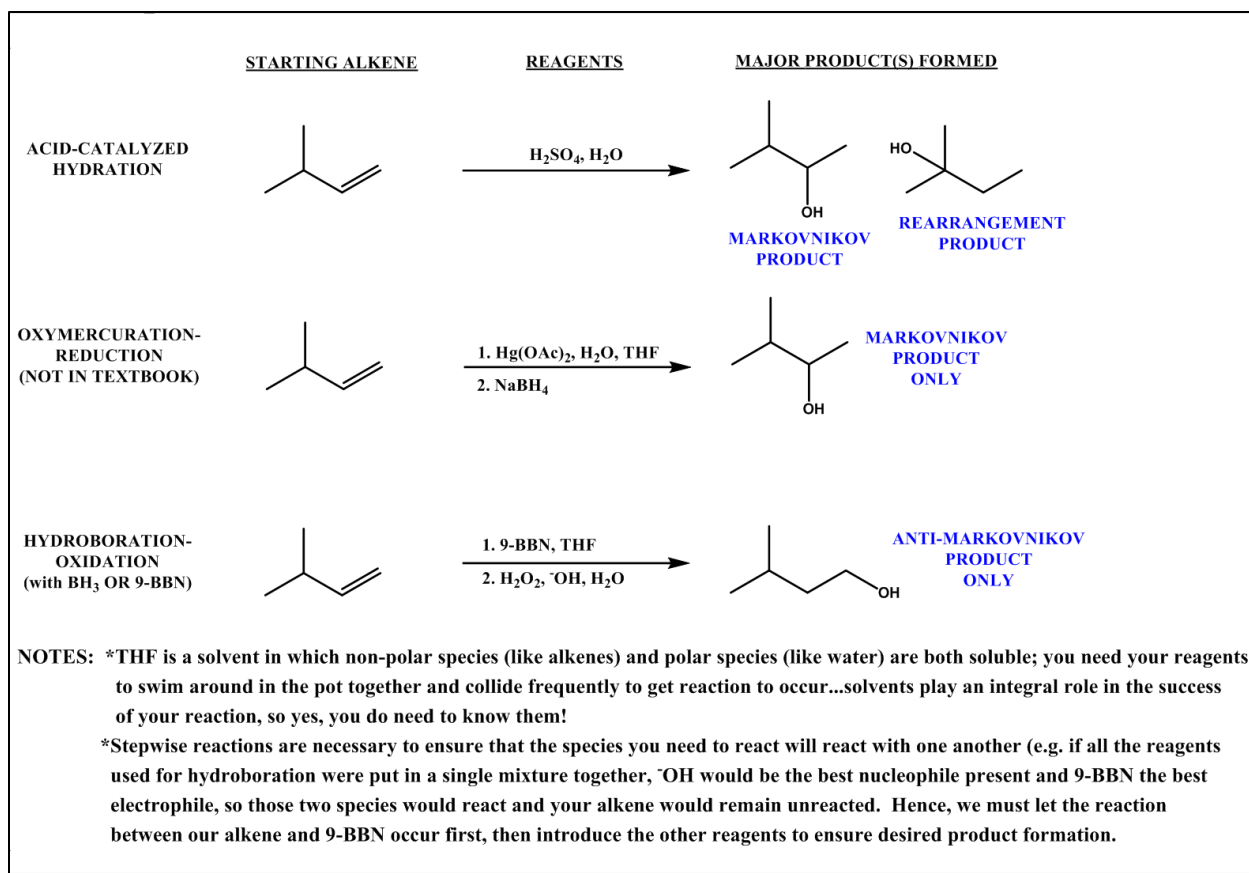 STARTING ALKENE
REAGENTS
MAJOR PRODUCT(S) FORMED
ACID-CATALYZED
HYDRATION
H₂SO₄, H₂O
OH
MARKOVNIKOV
PRODUCT
HO
REARRANGEMENT
PRODUCT
OXYMERCURATION-
REDUCTION
(NOT IN TEXTBOOK)
1. Hg(OAc)₂, H₂O, THF
2. NaBH₄
OH
MARKOVNIKOV
PRODUCT
ONLY
HYDROBORATION-
OXIDATION
(with BH₃ OR 9-BBN)
1. 9-BBN, THF
2. H₂O₂, ⁻OH, H₂O
OH
ANTI-MARKOVNIKOV
PRODUCT
ONLY
NOTES: *THF is a solvent in which non-polar species (like alkenes) and polar species (like water) are both soluble; you need your reagents
to swim around in the pot together and collide frequently to get reaction to occur...solvents play an integral role in the success
of your reaction, so yes, you do need to know them!
*Stepwise reactions are necessary to ensure that the species you need to react will react with one another (e.g. if all the reagents
used for hydroboration were put in a single mixture together, ⁻OH would be the best nucleophile present and 9-BBN the best
electrophile, so those two species would react and your alkene would remain unreacted. Hence, we must let the reaction
between our alkene and 9-BBN occur first, then introduce the other reagents to ensure desired product formation.